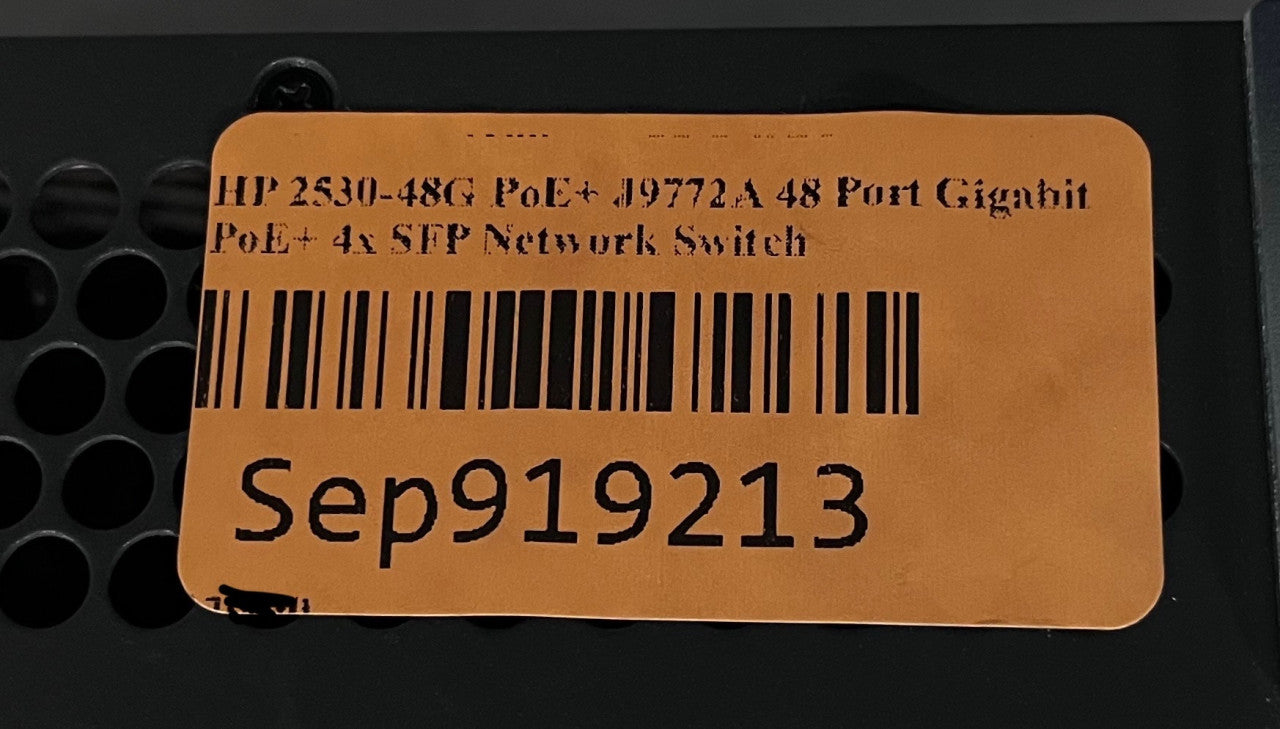 HP 2530-48G PoE+ J9772A 48 Port Gigabit
PoE+ 4x SFP Network Switch
Sep919213